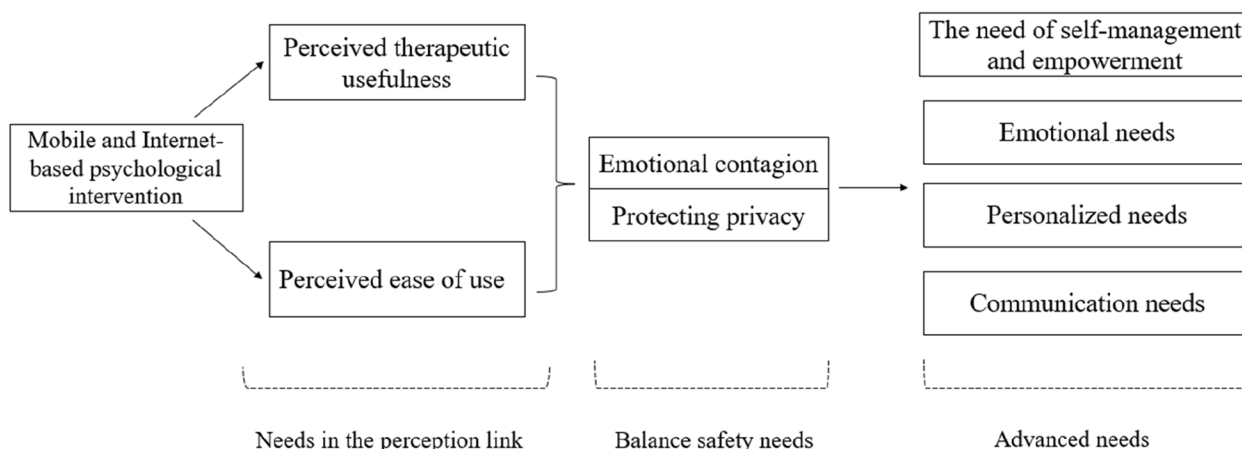 Mobile and Internet-
based psychological
intervention
Perceived therapeutic
usefulness
Perceived ease of use
Emotional contagion
Protecting privacy
The need of self-management
and empowerment
Emotional needs
Personalized needs
Communication needs
Needs in the perception link
Balance safety needs
Advanced needs